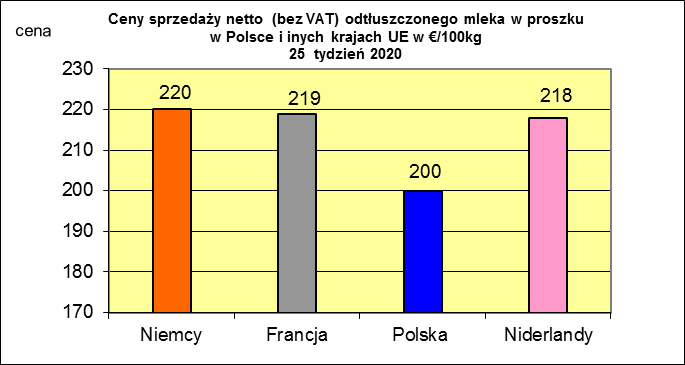 Ceny sprzedaży netto (bez VAT) odtłuszczonego mleka w proszku
w Polsce i inych krajach UE w €/100kg
25 tydzień 2020
cena
230
220
210
200
190
180
170
220
219
200
218
Niemcy
Francja
Polska
Niderlandy